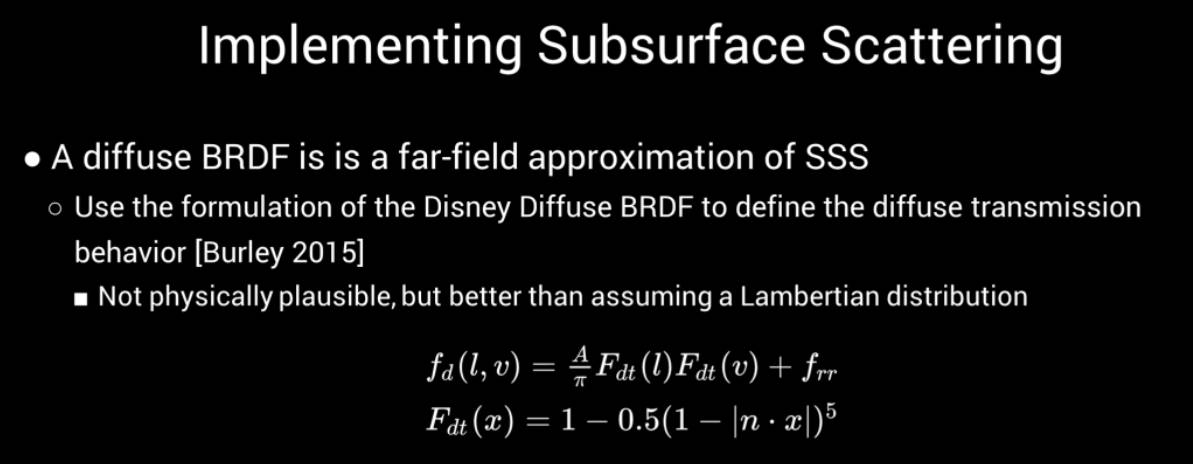 Implementing Subsurface Scattering
● A diffuse BRDF is is a far-field approximation of SSS
○ Use the formulation of the Disney Diffuse BRDF to define the diffuse transmission
behavior [Burley 2015]
■ Not physically plausible, but better than assuming a Lambertian distribution
f_d(l, v) = \frac{A}{π} F_{dt}(l)F_{dt}(v) + f_{rr}
F_{dt}(x) = 1 − 0.5(1 − |n · x|)^5